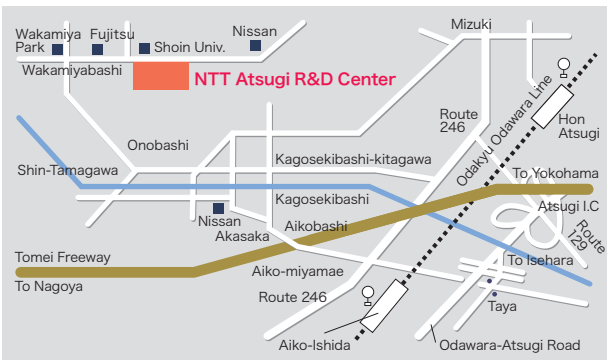 Wakamiya
Park
Fujitsu
Shoin Univ.
Nissan
Mizuki
Wakamiyabashi
NTT Atsugi R&D Center
Odakyu Odawara Line
Route
246
Hon
Atsugi
Onobashi
Shin-Tamagawa
Kagosekibashi-kitagawa
To Yokohama
Kagosekibashi
Atsugi I.C
Nissan
Akasaka
Aikobashi
Route
129
Tomei Freeway
To Nagoya
Aiko-miyamae
To Isehara
Route 246
Taya
Aiko-Ishida
Odawara-Atsugi Road